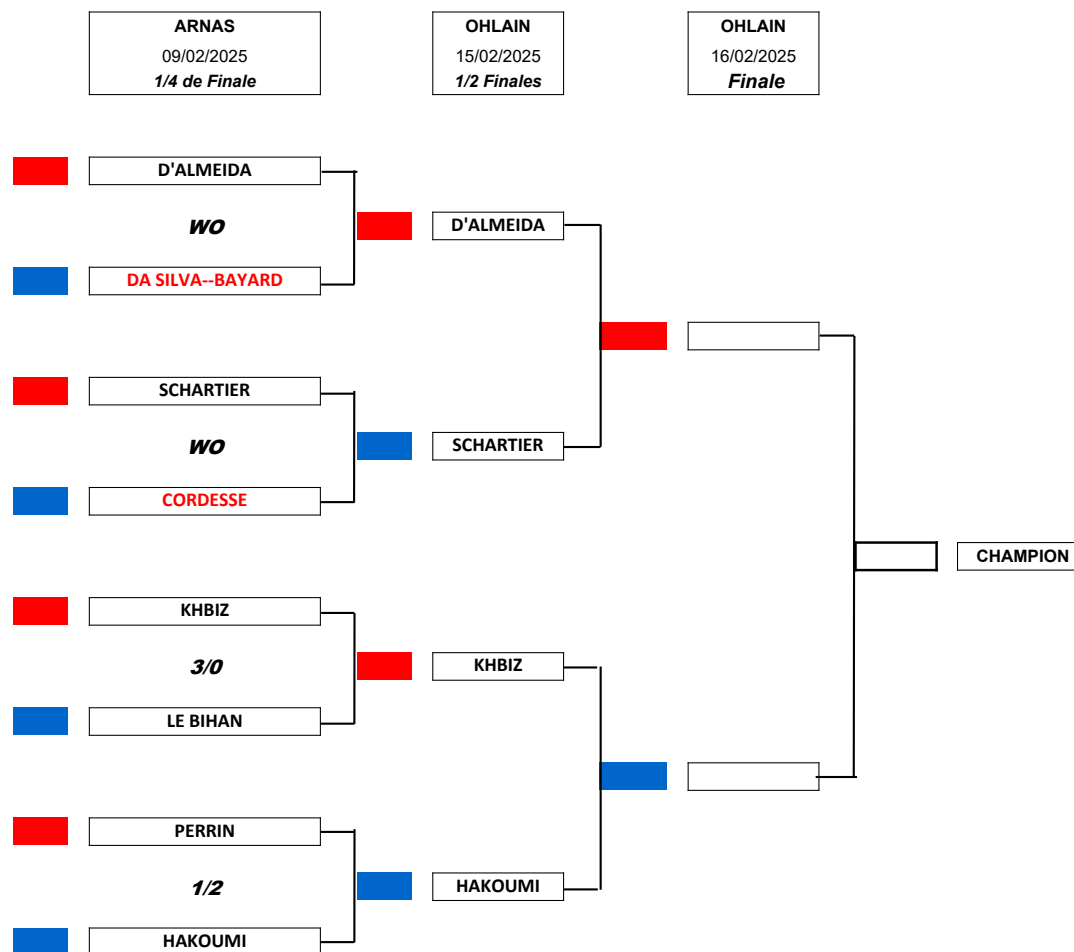 ARNAS
09/02/2025
1/4 de Finale
OHLAIN
15/02/2025
1/2 Finales
OHLAIN
16/02/2025
Finale
D'ALMEIDA
WO
D'ALMEIDA
DA SILVA--BAYARD
SCHARTIER
WO
SCHARTIER
CORDESSE
CHAMPION
KHBIZ
3/0
KHBIZ
LE BIHAN
PERRIN
1/2
HAKOUMI
HAKOUMI